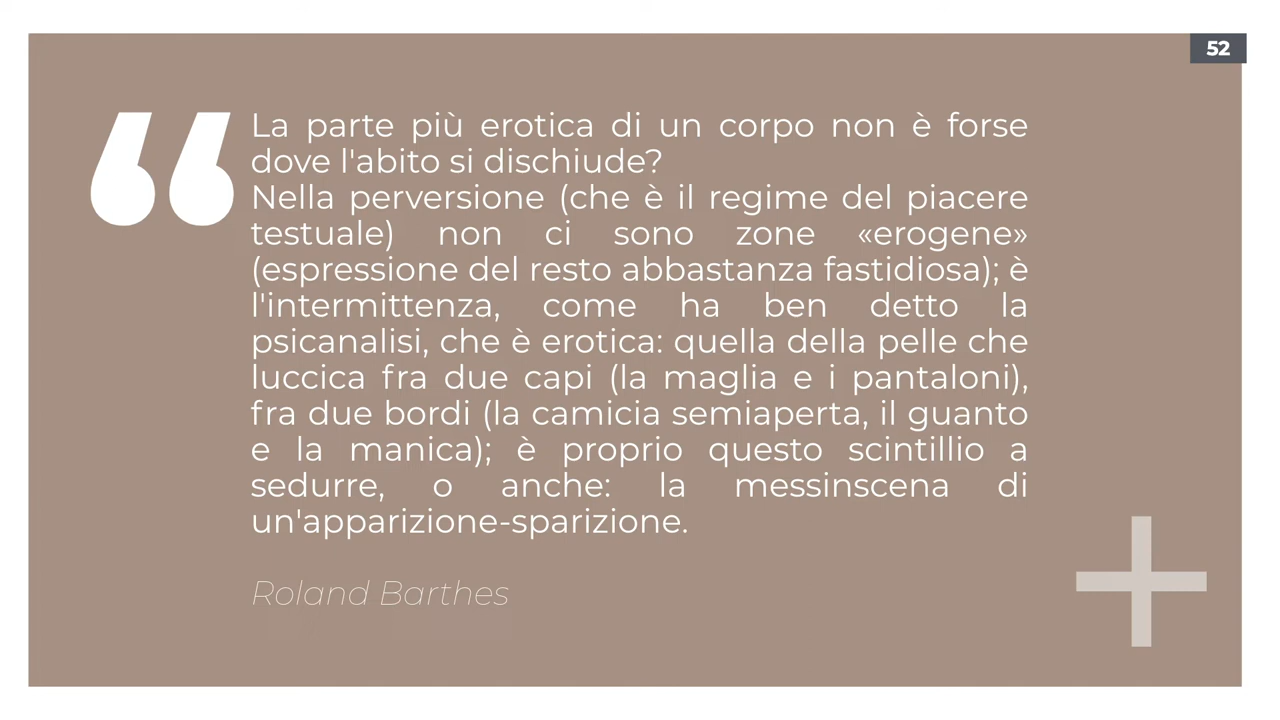 52
“
La parte più erotica di un corpo non è forse
dove l'abito si dischiude?
Nella perversione (che è il regime del piacere
testuale) non ci sono zone «erogene»
(espressione del resto abbastanza fastidiosa); è
l'intermittenza, come ha ben detto la
psicanalisi, che è erotica: quella della pelle che
luccica fra due capi (la maglia e i pantaloni),
fra due bordi (la camicia semiaperta, il guanto
e la manica); è proprio questo scintillio a
sedurre, o anche: la messinscena di
un'apparizione-sparizione.
Roland Barthes